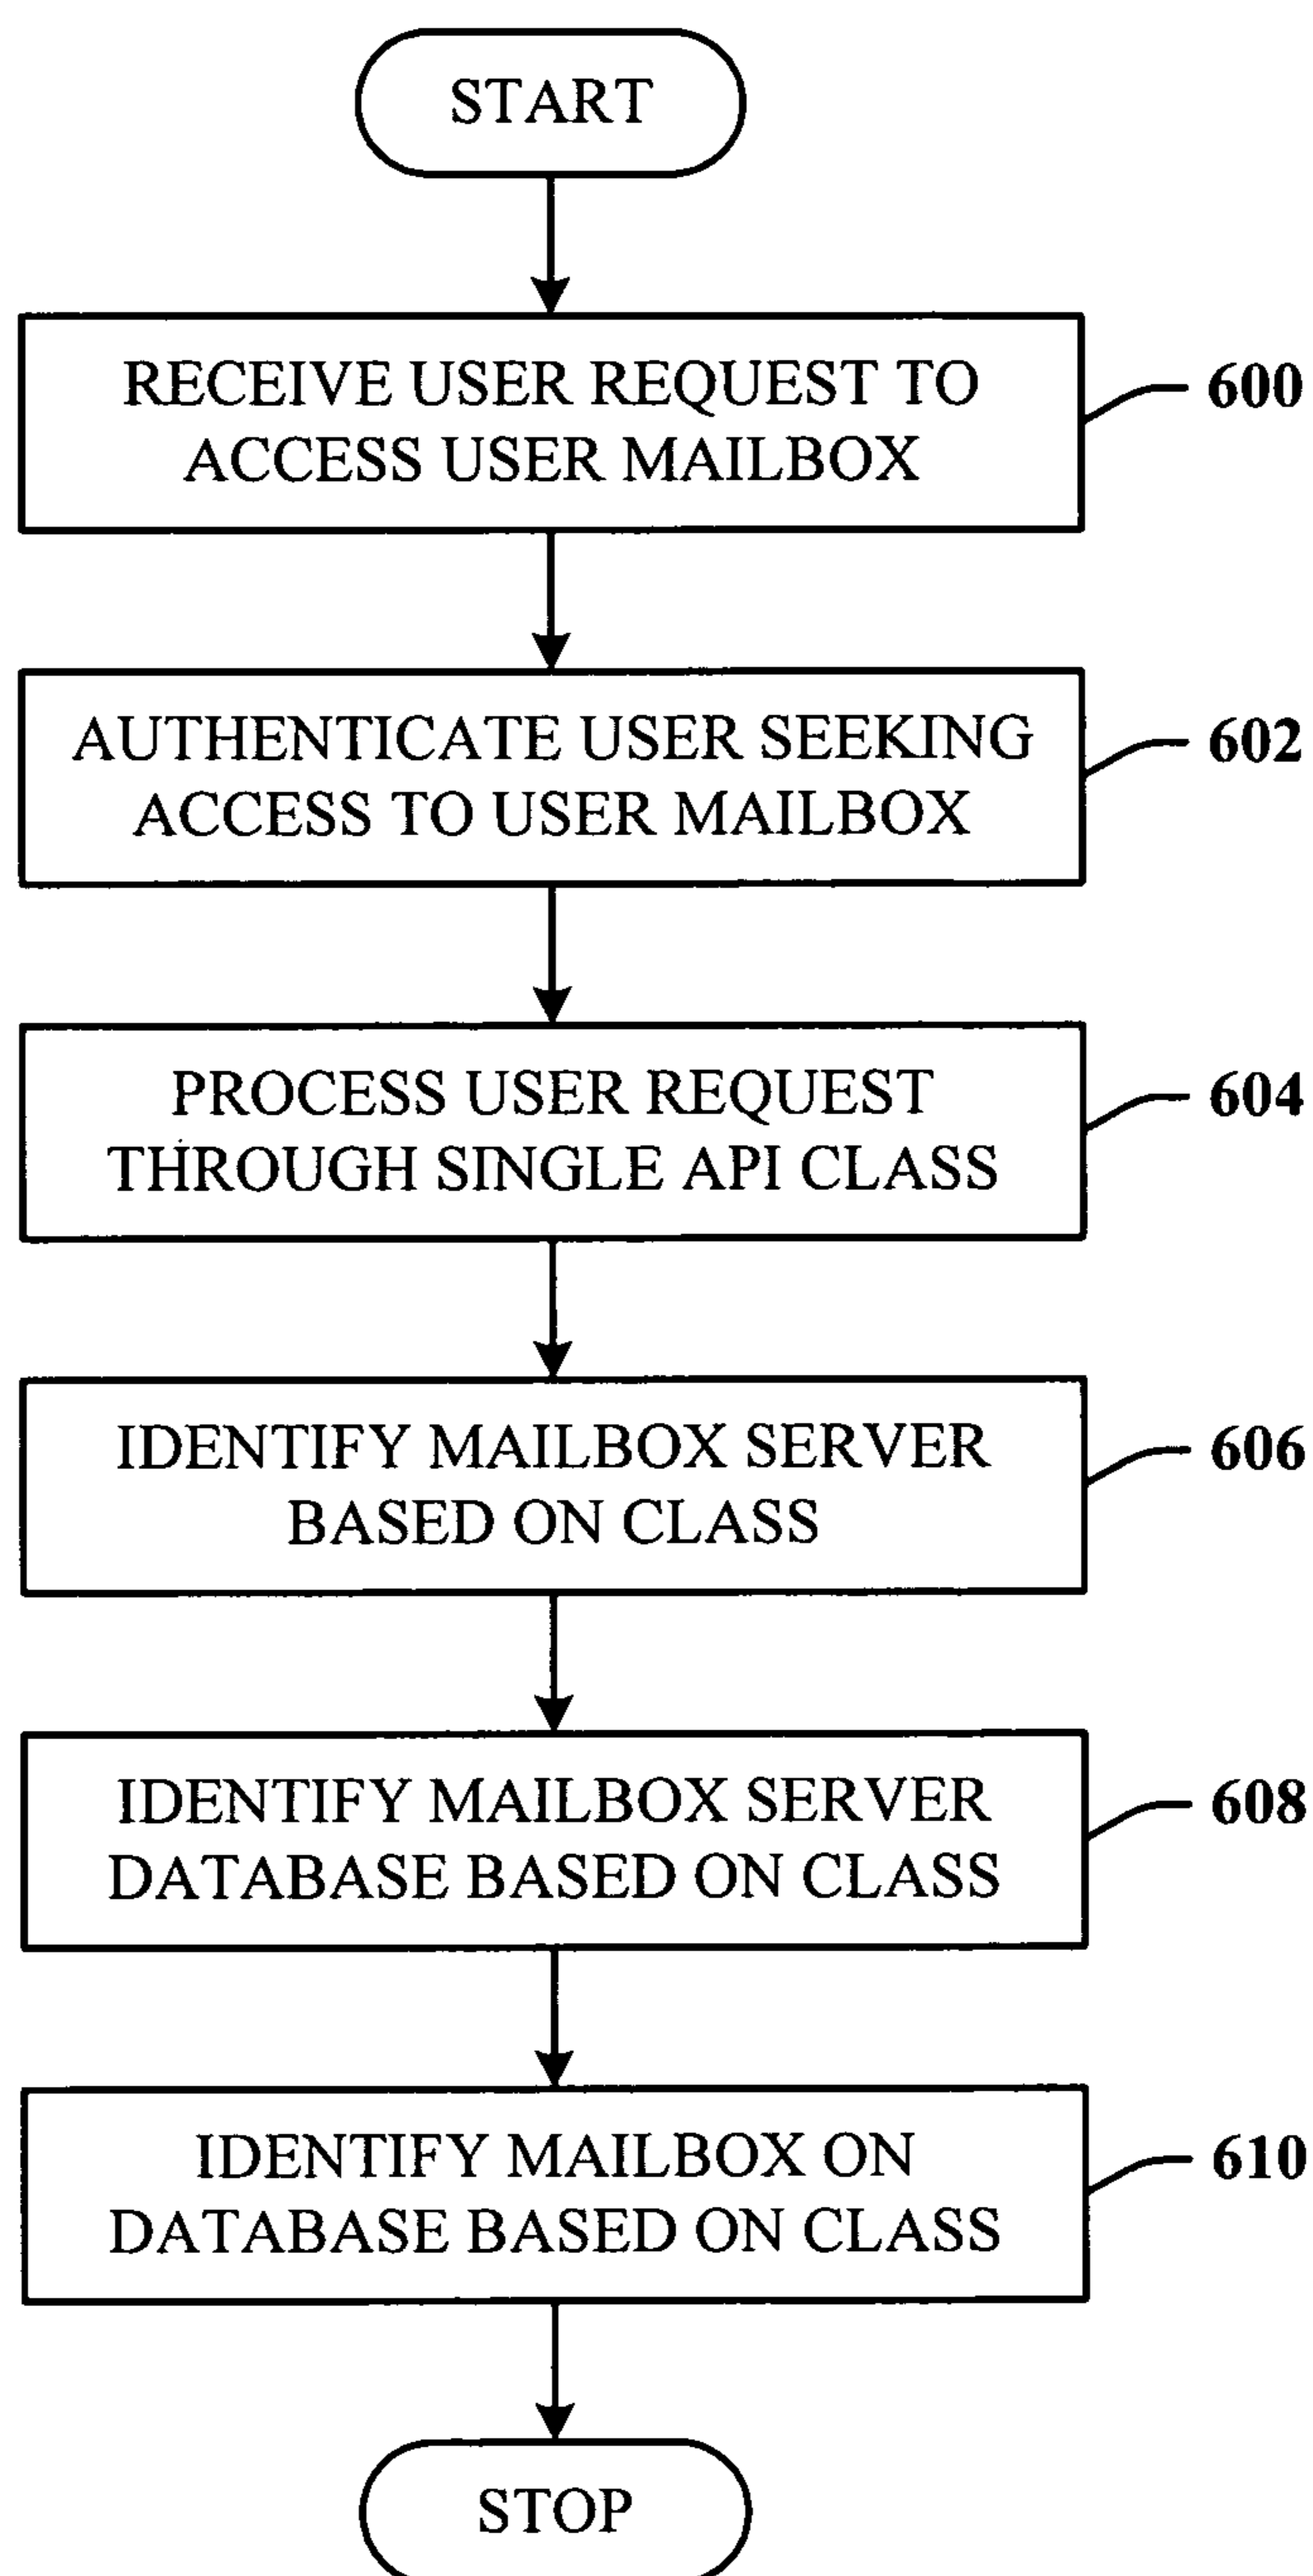 START
RECEIVE USER REQUEST TO
ACCESS USER MAILBOX
600
AUTHENTICATE USER SEEKING
ACCESS TO USER MAILBOX
602
PROCESS USER REQUEST
THROUGH SINGLE API CLASS
604
IDENTIFY MAILBOX SERVER
BASED ON CLASS
606
IDENTIFY MAILBOX SERVER
DATABASE BASED ON CLASS
608
IDENTIFY MAILBOX ON
DATABASE BASED ON CLASS
610
STOP